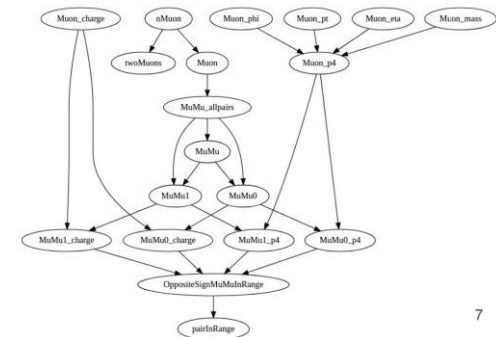 Muon_charge nMuon Muon_phi Muon_pt Muon_eta Muon_mass
twoMuons Muon Muon_p4
MuMu_allpairs
MuMu
MuMu1 MuMu0
MuMu1_charge MuMu0_charge MuMu1_p4 MuMu0_p4
OppositeSignMuMuInRange
pairInRange
7